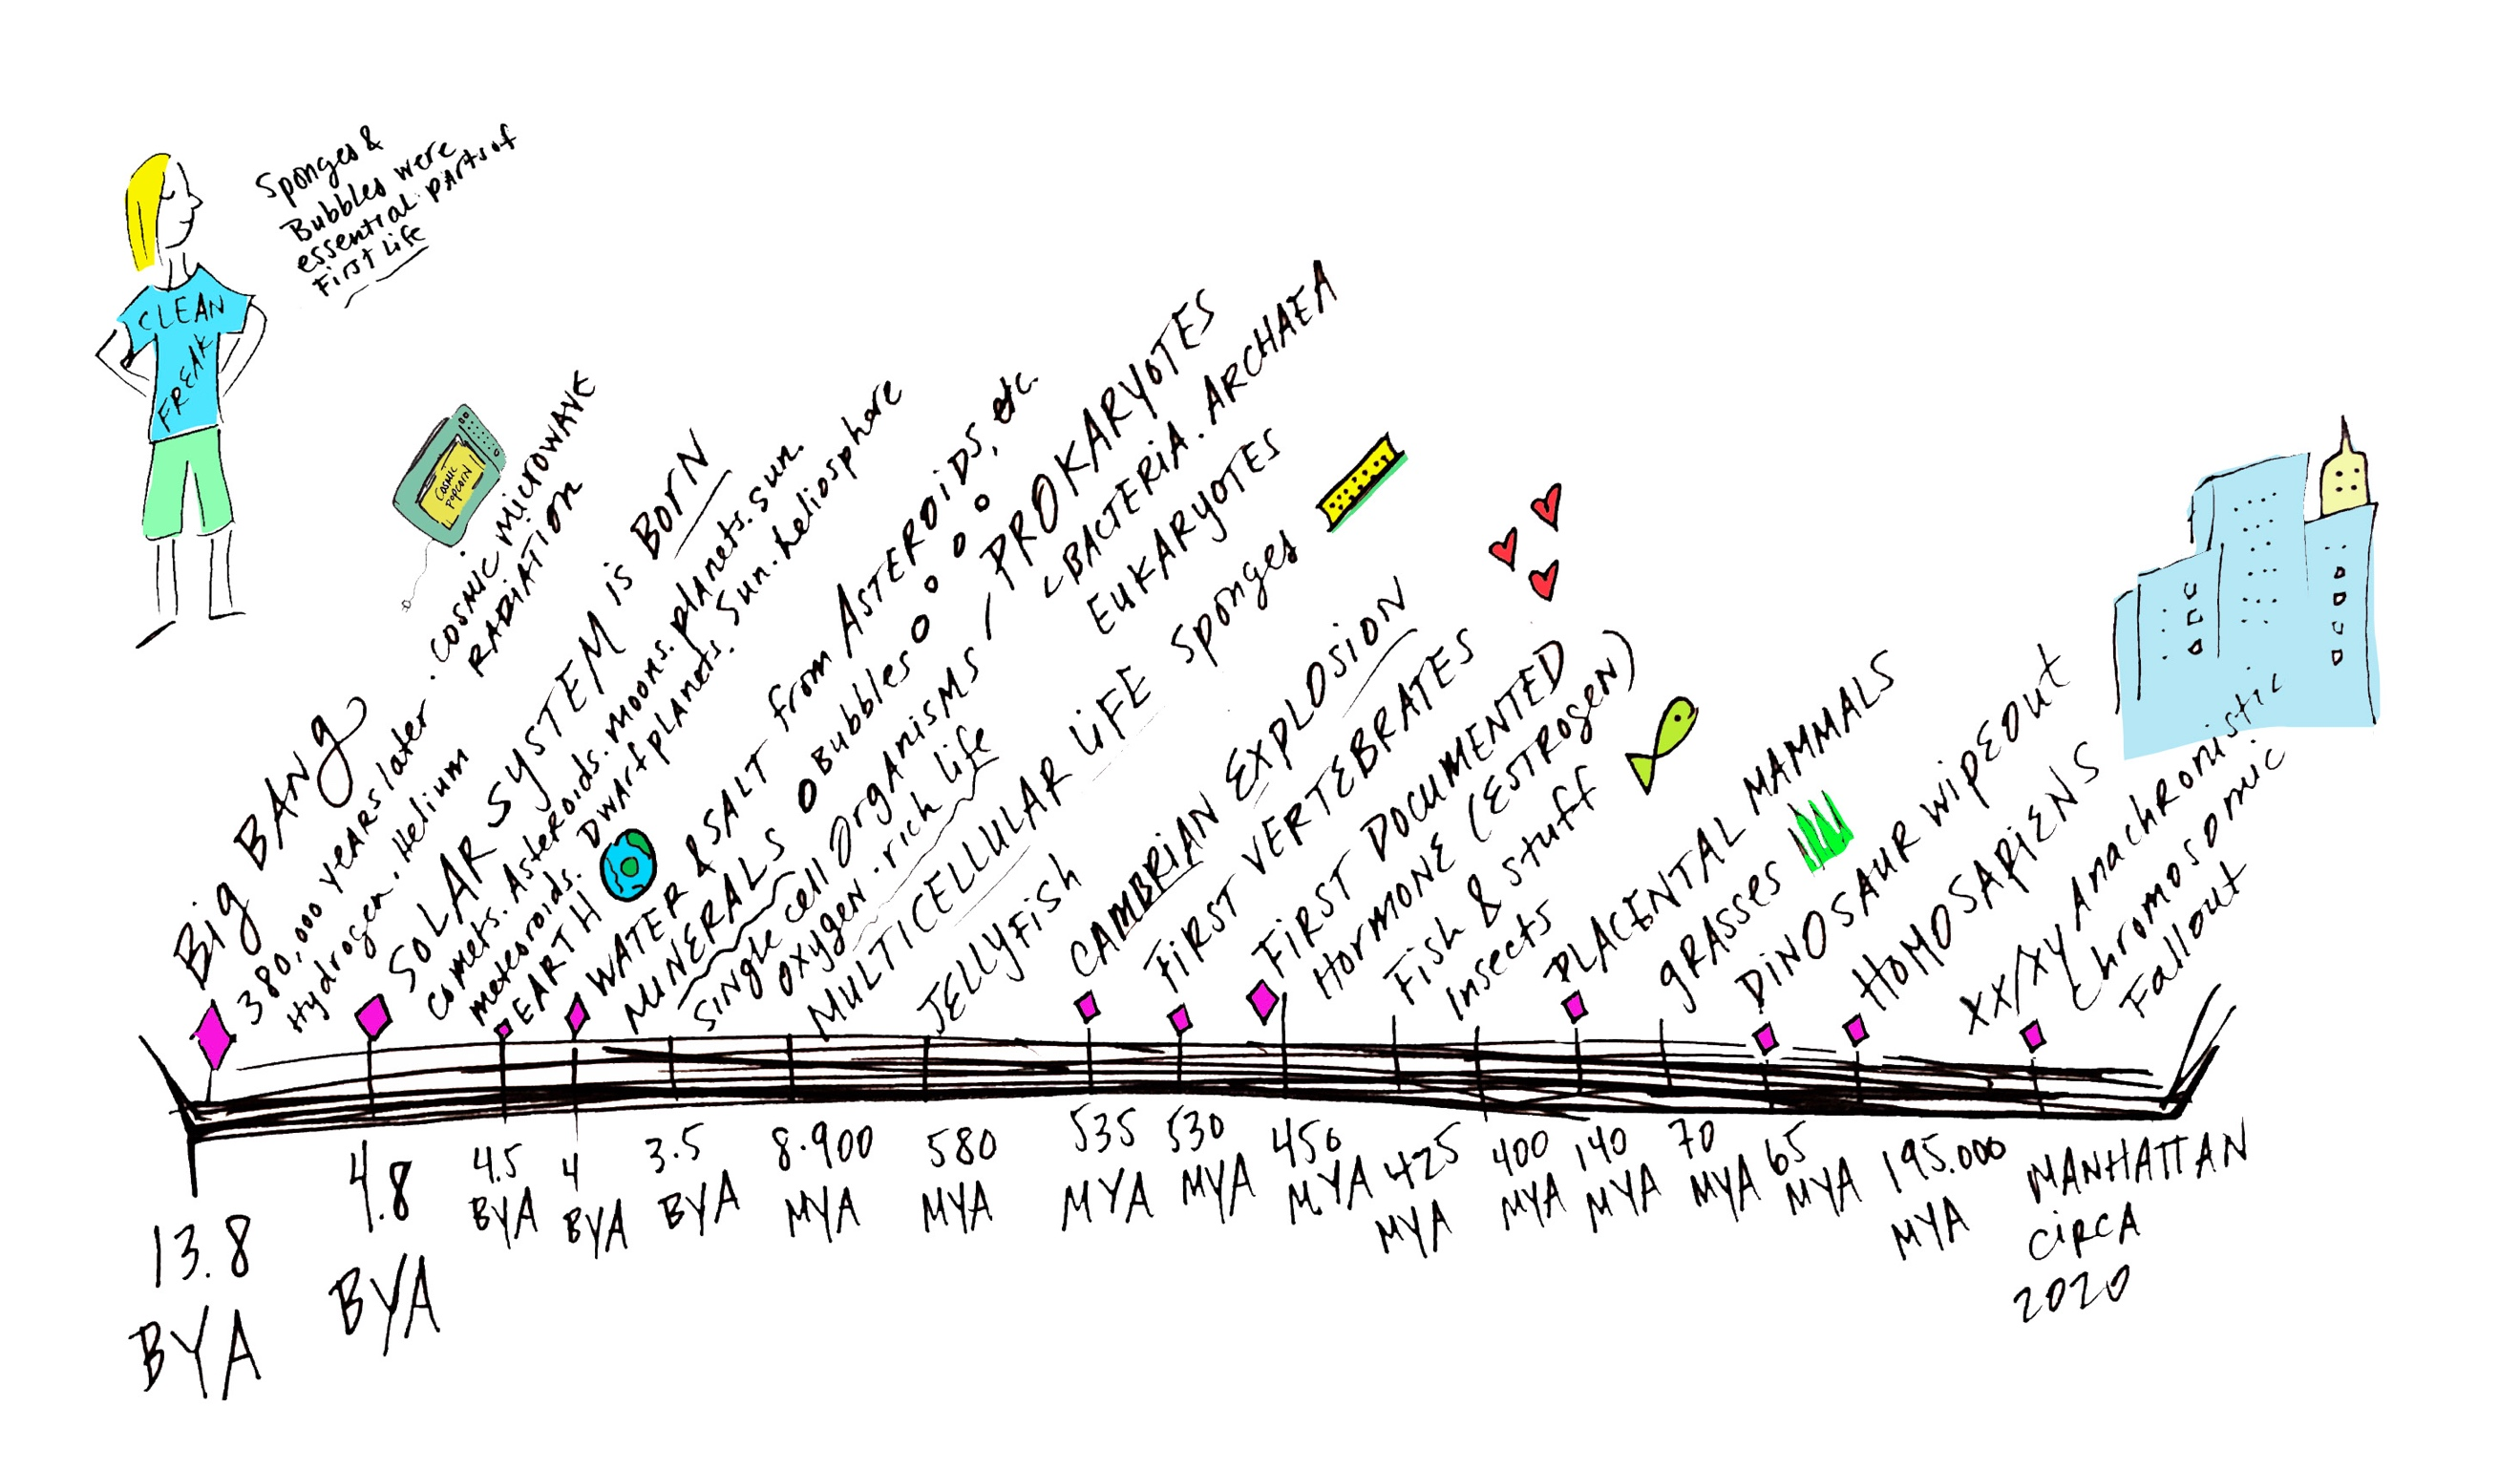 Sponges &
Bubbles were
essential parts of
First Life
CLEAN
FREAK
COSMIC
POPCORN
Big BANG
380,000 years later. cosmic microwave
RADIATION
Hydrogen. Helium
SOLAR SYSTEM is BORN
comets. Asteroids. moons. planets. sun.
meteoroids. Dwarf planets. Sun. heliosphere
EARTH
WATER & SALT from ASTEROIDS, etc.
MINERALS Bubbles
Single cell Organisms / PROKARYOTES
(BACTERIA. ARCHAEA
EUKARYOTES
oxygen. rich life
MULTICELLULAR LIFE Sponges
JELLYFISH
CAMBRIAN EXPLOSION
FIRST VERTEBRATES
FIRST DOCUMENTED
HORMONE (ESTROGEN)
Fish & stuff
Insects
PLACENTAL MAMMALS
grasses
DINOSAUR WIPEOUT
HOMOSAPIENS
XX/XY Anachronistic
Chromosomic
Fallout
13.8
BYA
4.8
BYA
4.5
BYA
4
BYA
3.5
BYA
8.900
MYA
580
MYA
535
MYA
530
MYA
450
MYA
425
MYA
400
MYA
140
MYA
70
MYA
65
MYA
195.000
MYA
MANHATTAN
CIRCA
2020